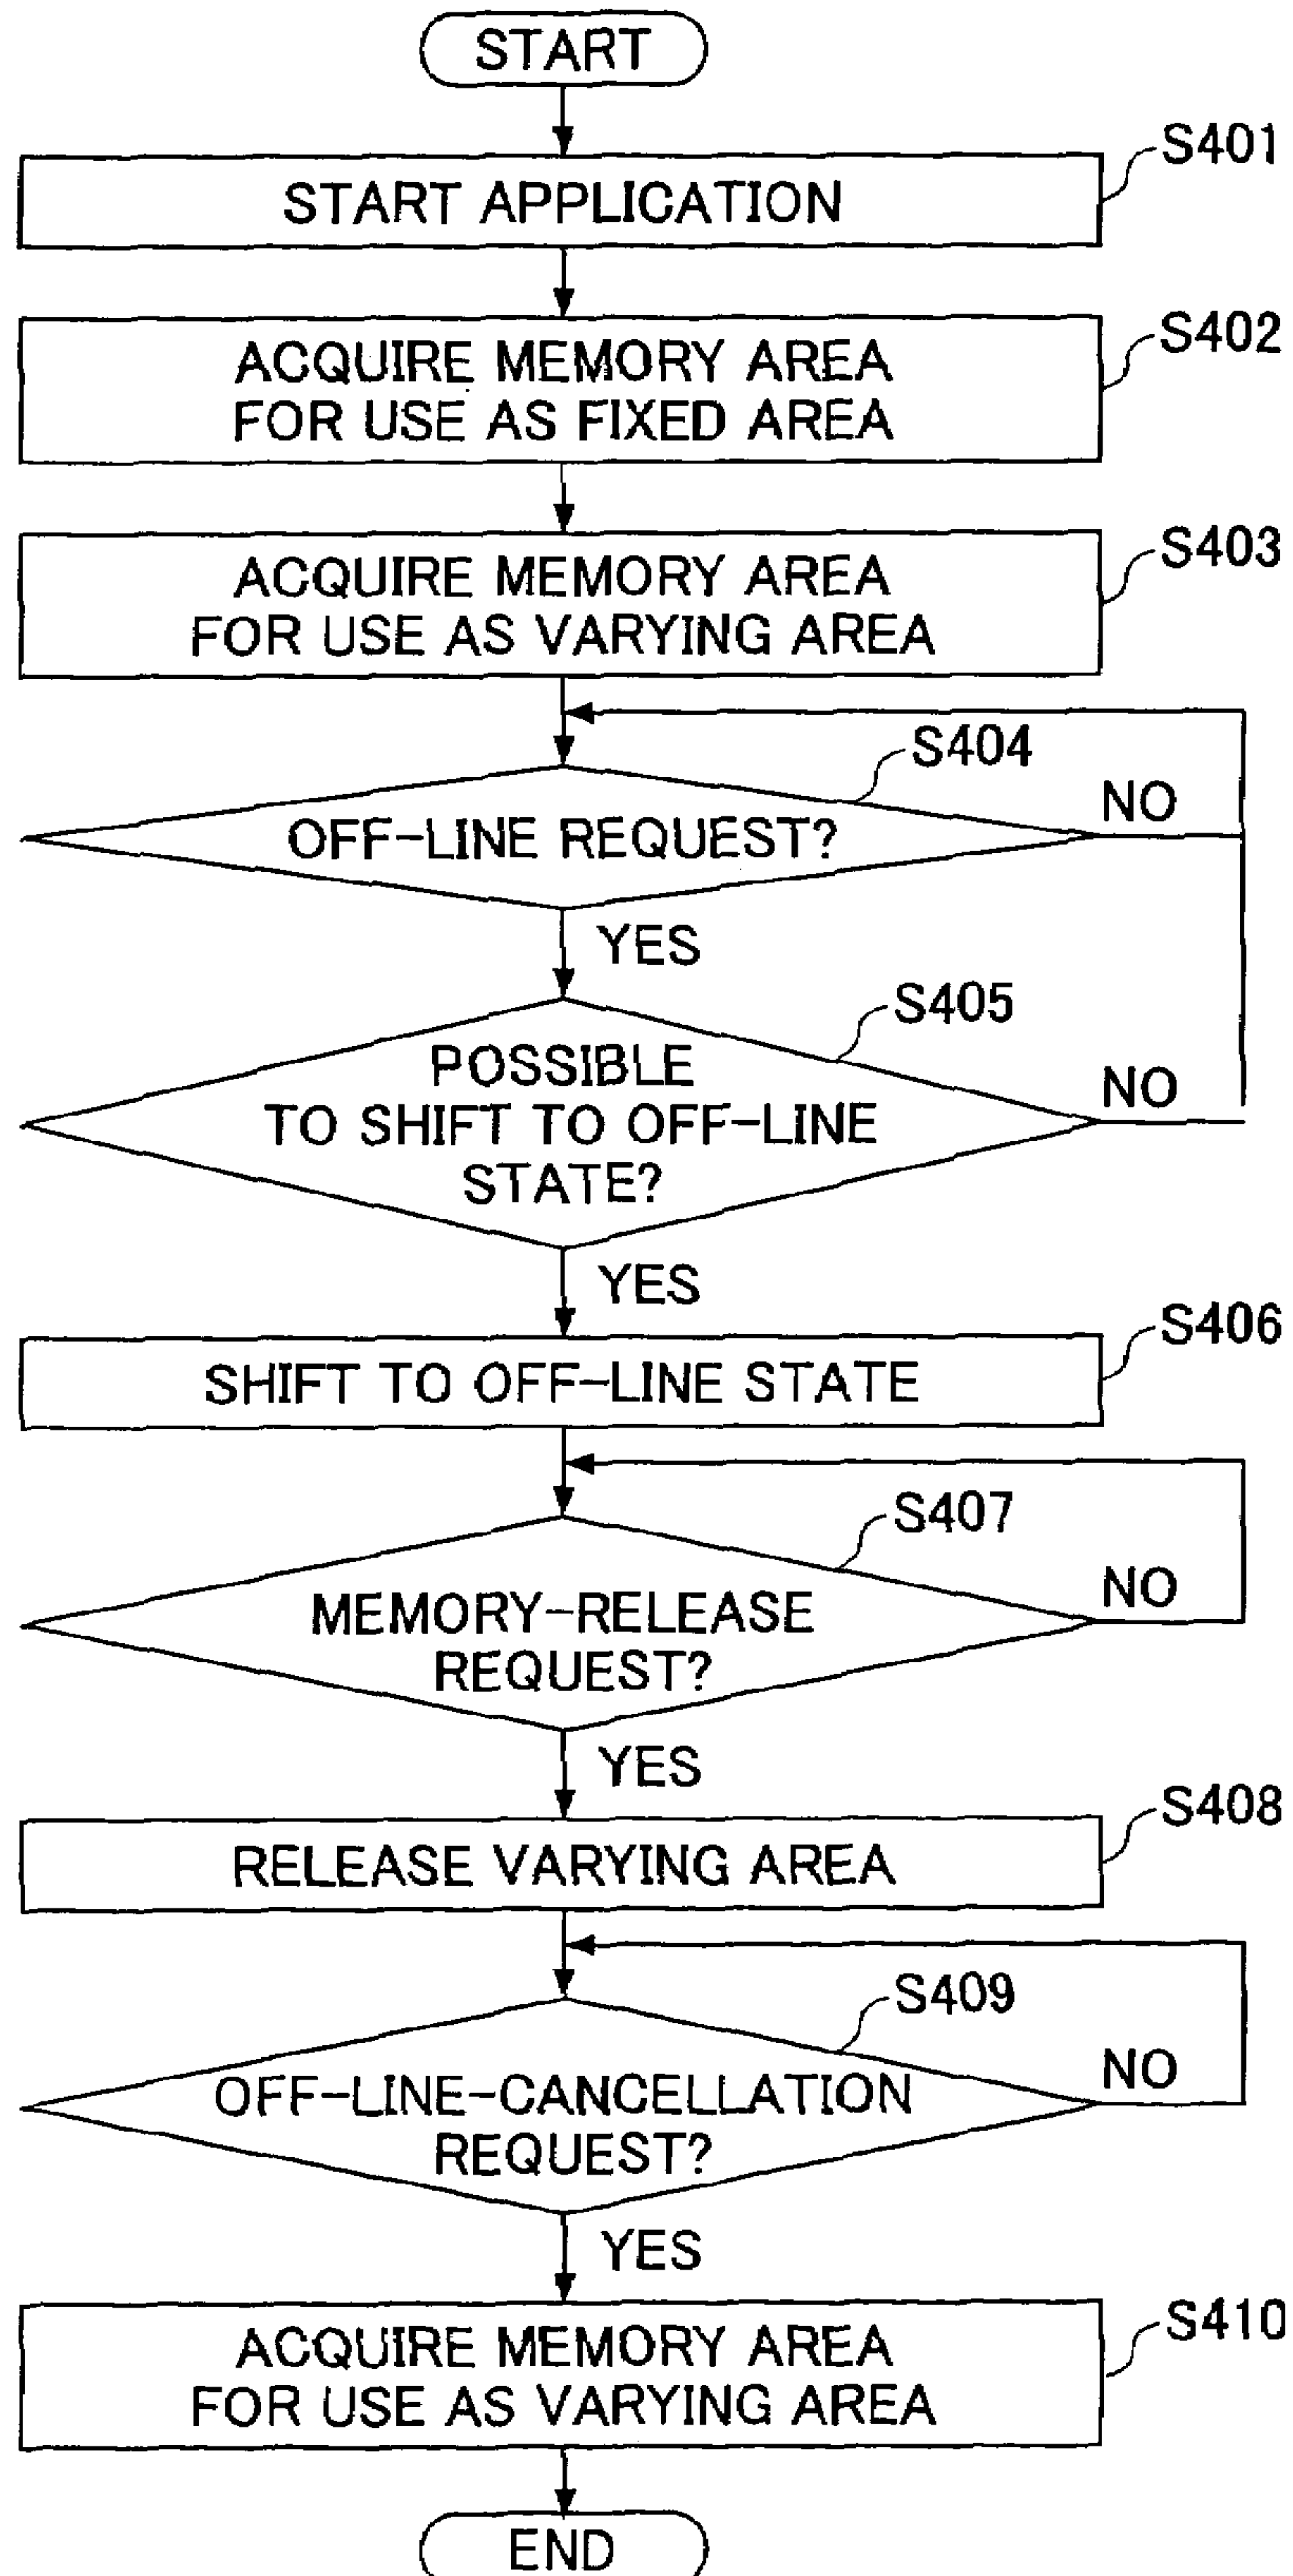 START
S401
START APPLICATION
S402
ACQUIRE MEMORY AREA
FOR USE AS FIXED AREA
S403
ACQUIRE MEMORY AREA
FOR USE AS VARYING AREA
S404
NO
OFF-LINE REQUEST?
YES
S405
POSSIBLE
TO SHIFT TO OFF-LINE
STATE?
NO
YES
S406
SHIFT TO OFF-LINE STATE
S407
NO
MEMORY-RELEASE
REQUEST?
YES
S408
RELEASE VARYING AREA
S409
NO
OFF-LINE-CANCELLATION
REQUEST?
YES
S410
ACQUIRE MEMORY AREA
FOR USE AS VARYING AREA
END